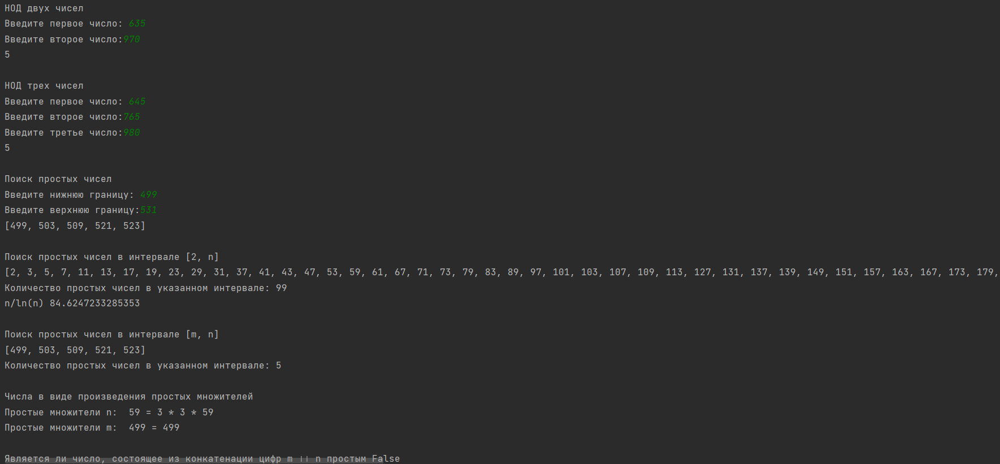 НОД двух чисел
Введите первое число: 635
Введите второе число:970
5
НОД трех чисел
Введите первое число: 645
Введите второе число:765
Введите третье число:980
5
Поиск простых чисел
Введите нижнюю границу: 499
Введите верхнюю границу:531
[499, 503, 509, 521, 523]
Поиск простых чисел в интервале [2, n]
[2, 3, 5, 7, 11, 13, 17, 19, 23, 29, 31, 37, 41, 43, 47, 53, 59, 61, 67, 71, 73, 79, 83, 89, 97, 101, 103, 107, 109, 113, 127, 131, 137, 139, 149, 151, 157, 163, 167, 173, 179,
Количество простых чисел в указанном интервале: 99
n/ln(n) 84.6247233285353
Поиск простых чисел в интервале [m, n]
[499, 503, 509, 521, 523]
Количество простых чисел в указанном интервале: 5
Числа в виде произведения простых множителей
Простые множители n:  59 = 3 * 3 * 59
Простые множители m:  499 = 499
Является ли число, состоящее из конкатенации цифр m || n простым False